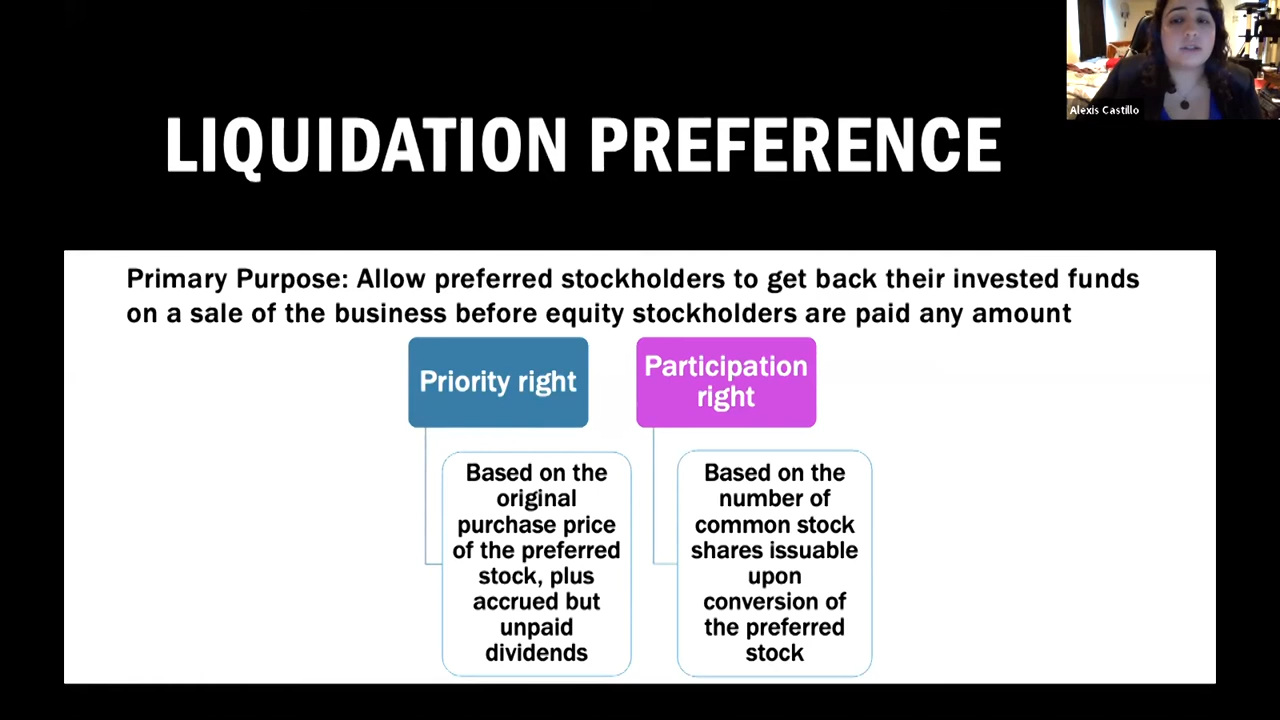 Alexis Castillo
LIQUIDATION PREFERENCE
Primary Purpose: Allow preferred stockholders to get back their invested funds
on a sale of the business before equity stockholders are paid any amount
Priority right
Based on the
original
purchase price
of the preferred
stock, plus
accrued but
unpaid
dividends
Participation
right
Based on the
number of
common stock
shares issuable
upon
conversion of
the preferred
stock